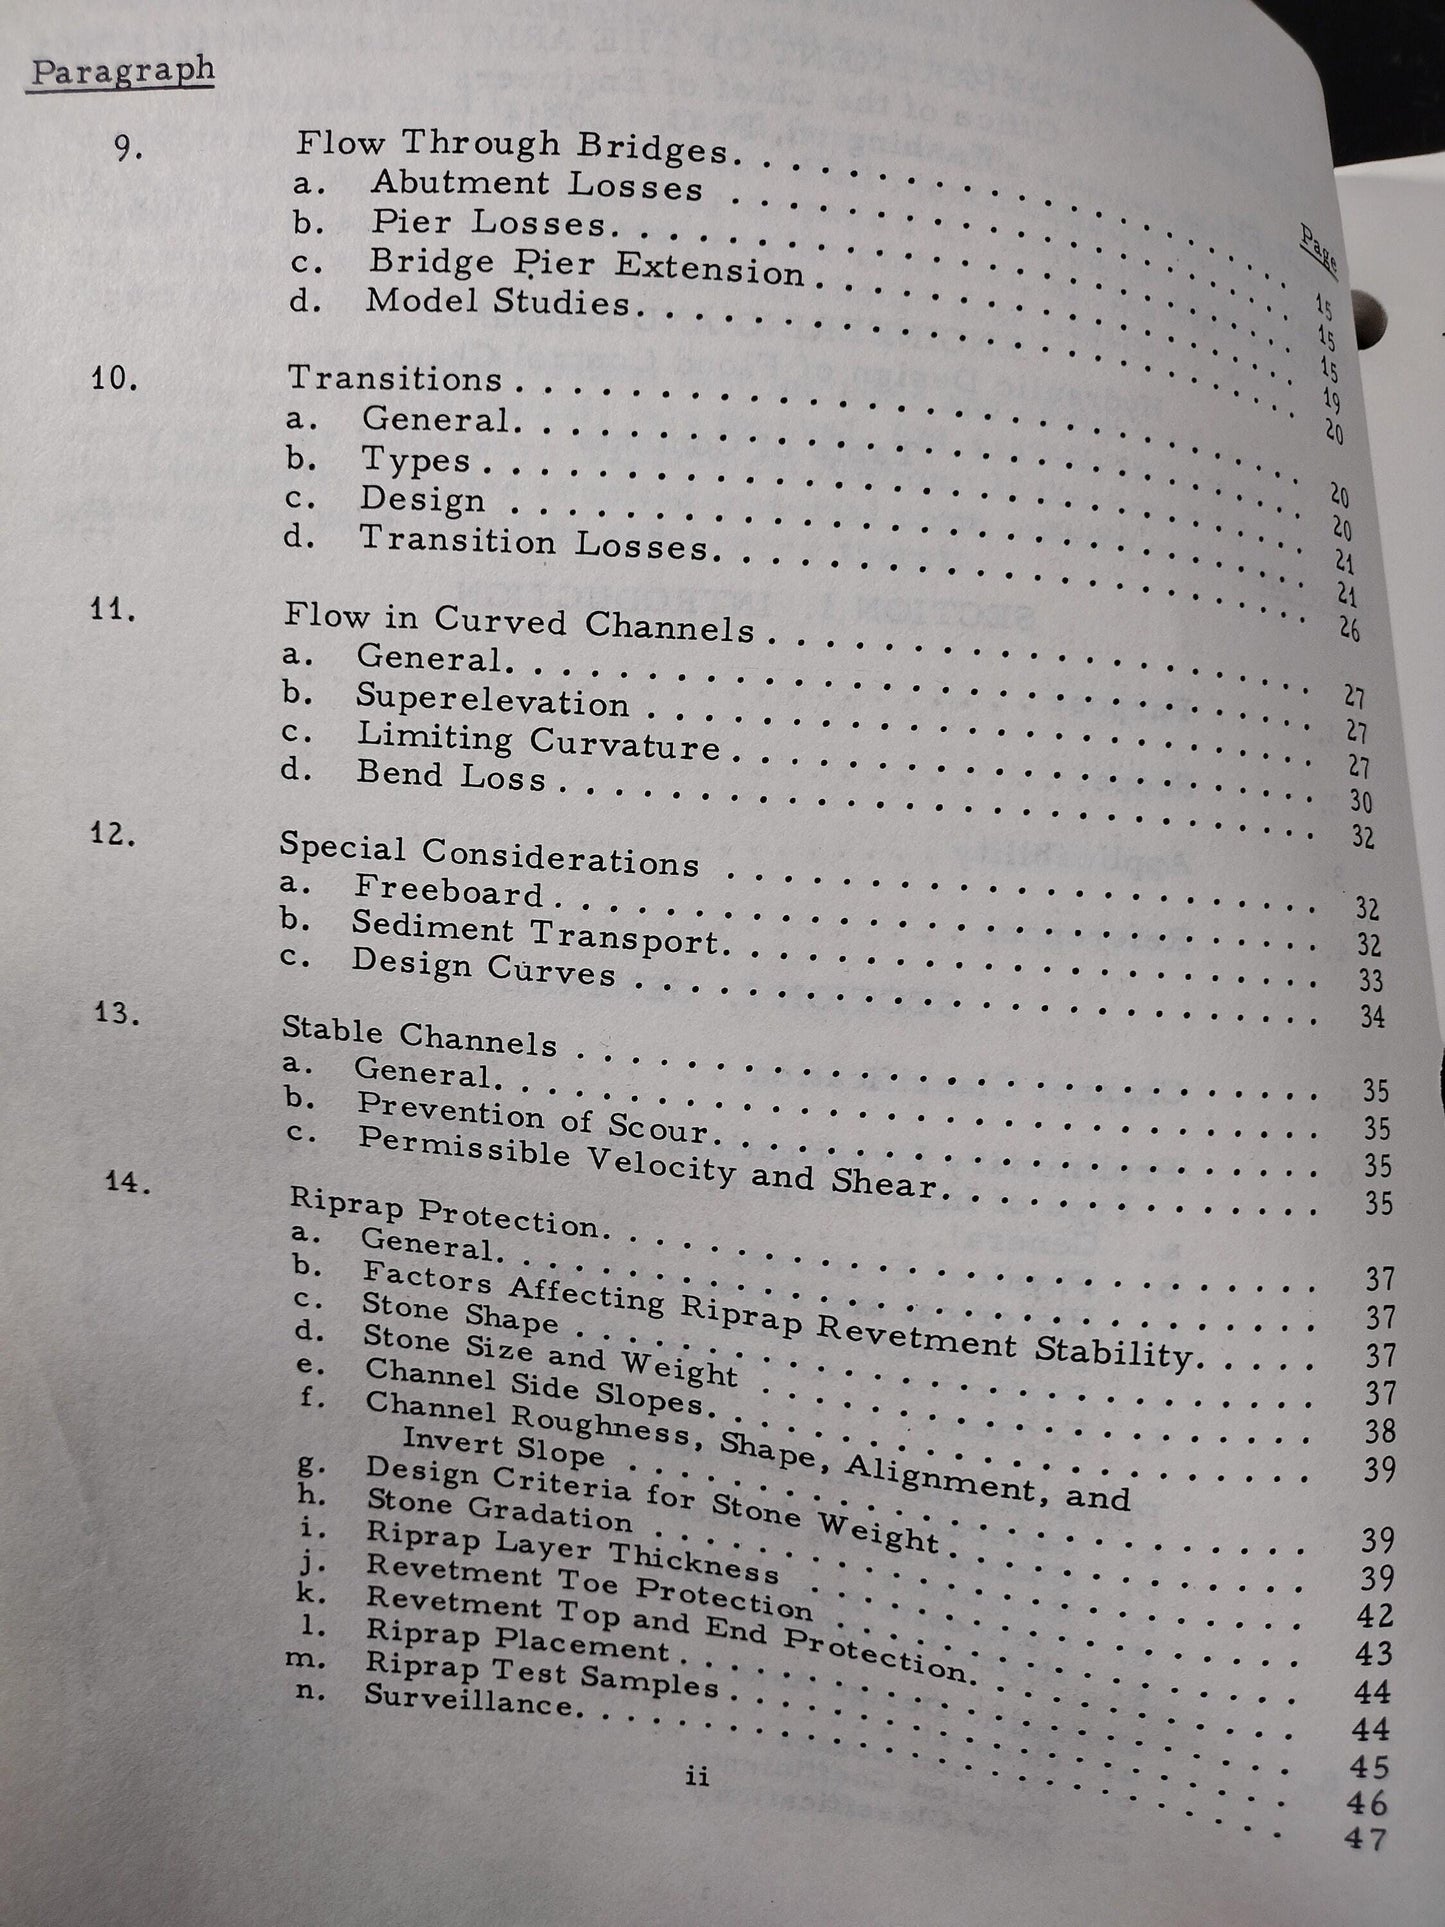 Paragraph
Page
9. Flow Through Bridges. . . . . . . . . . . . . . . . . . . . 15
a. Abutment Losses . . . . . . . . . . . . . . . . . . . . 15
b. Pier Losses. . . . . . . . . . . . . . . . . . . . 15
c. Bridge Pier Extension . . . . . . . . . . . . . . . . . 19
d. Model Studies. . . . . . . . . . . . . . . . . . . . 20
10. Transitions . . . . . . . . . . . . . . . . . . . . 20
a. General. . . . . . . . . . . . . . . . . . . . 20
b. Types . . . . . . . . . . . . . . . . . . . . 21
c. Design . . . . . . . . . . . . . . . . . . . . 21
d. Transition Losses. . . . . . . . . . . . . . . . . . . . 26
11. Flow in Curved Channels . . . . . . . . . . . . . . . . . . . 27
a. General. . . . . . . . . . . . . . . . . . . . 27
b. Superelevation . . . . . . . . . . . . . . . . . . . . 27
c. Limiting Curvature . . . . . . . . . . . . . . . . . . . . 30
d. Bend Loss . . . . . . . . . . . . . . . . . . . . 32
12. Special Considerations . . . . . . . . . . . . . . . . . . . . 32
a. Freeboard . . . . . . . . . . . . . . . . . . . . 32
b. Sediment Transport. . . . . . . . . . . . . . . . . . . . 33
c. Design Curves . . . . . . . . . . . . . . . . . . . . 34
13. Stable Channels . . . . . . . . . . . . . . . . . . . . 35
a. General. . . . . . . . . . . . . . . . . . . . 35
b. Prevention of Scour. . . . . . . . . . . . . . . . . . . . 35
c. Permissible Velocity and Shear. . . . . . . . . . . . . . 35
14. Riprap Protection. . . . . . . . . . . . . . . . . . . . 37
a. General. . . . . . . . . . . . . . . . . . . . 37
b. Factors Affecting Riprap Revetment Stability. . . . . 37
c. Stone Shape . . . . . . . . . . . . . . . . . . . . 37
d. Stone Size and Weight . . . . . . . . . . . . . . . . . . . . 38
e. Channel Side Slopes. . . . . . . . . . . . . . . . . . . . 39
f. Channel Roughness, Shape, Alignment, and
Invert Slope . . . . . . . . . . . . . . . . . . . . 39
g. Design Criteria for Stone Weight . . . . . . . . . . . . . 39
h. Stone Gradation . . . . . . . . . . . . . . . . . . . . 42
i. Riprap Layer Thickness . . . . . . . . . . . . . . . . . 43
j. Revetment Toe Protection . . . . . . . . . . . . . . . . 44
k. Revetment Top and End Protection. . . . . . . . . . . . 44
l. Riprap Placement . . . . . . . . . . . . . . . . . . . . 45
m. Riprap Test Samples . . . . . . . . . . . . . . . . . . . . 46
n. Surveillance. . . . . . . . . . . . . . . . . . . . 47
ii